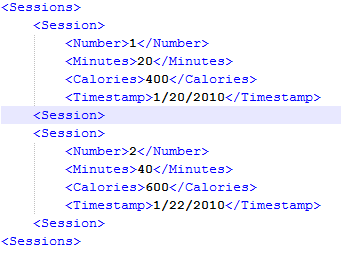 <Sessions>
<Session>
<Number>1</Number>
<Minutes>20</Minutes>
<Calories>400</Calories>
<Timestamp>1/20/2010</Timestamp>
<Session>
<Session>
<Number>2</Number>
<Minutes>40</Minutes>
<Calories>600</Calories>
<Timestamp>1/22/2010</Timestamp>
<Session>
<Sessions>